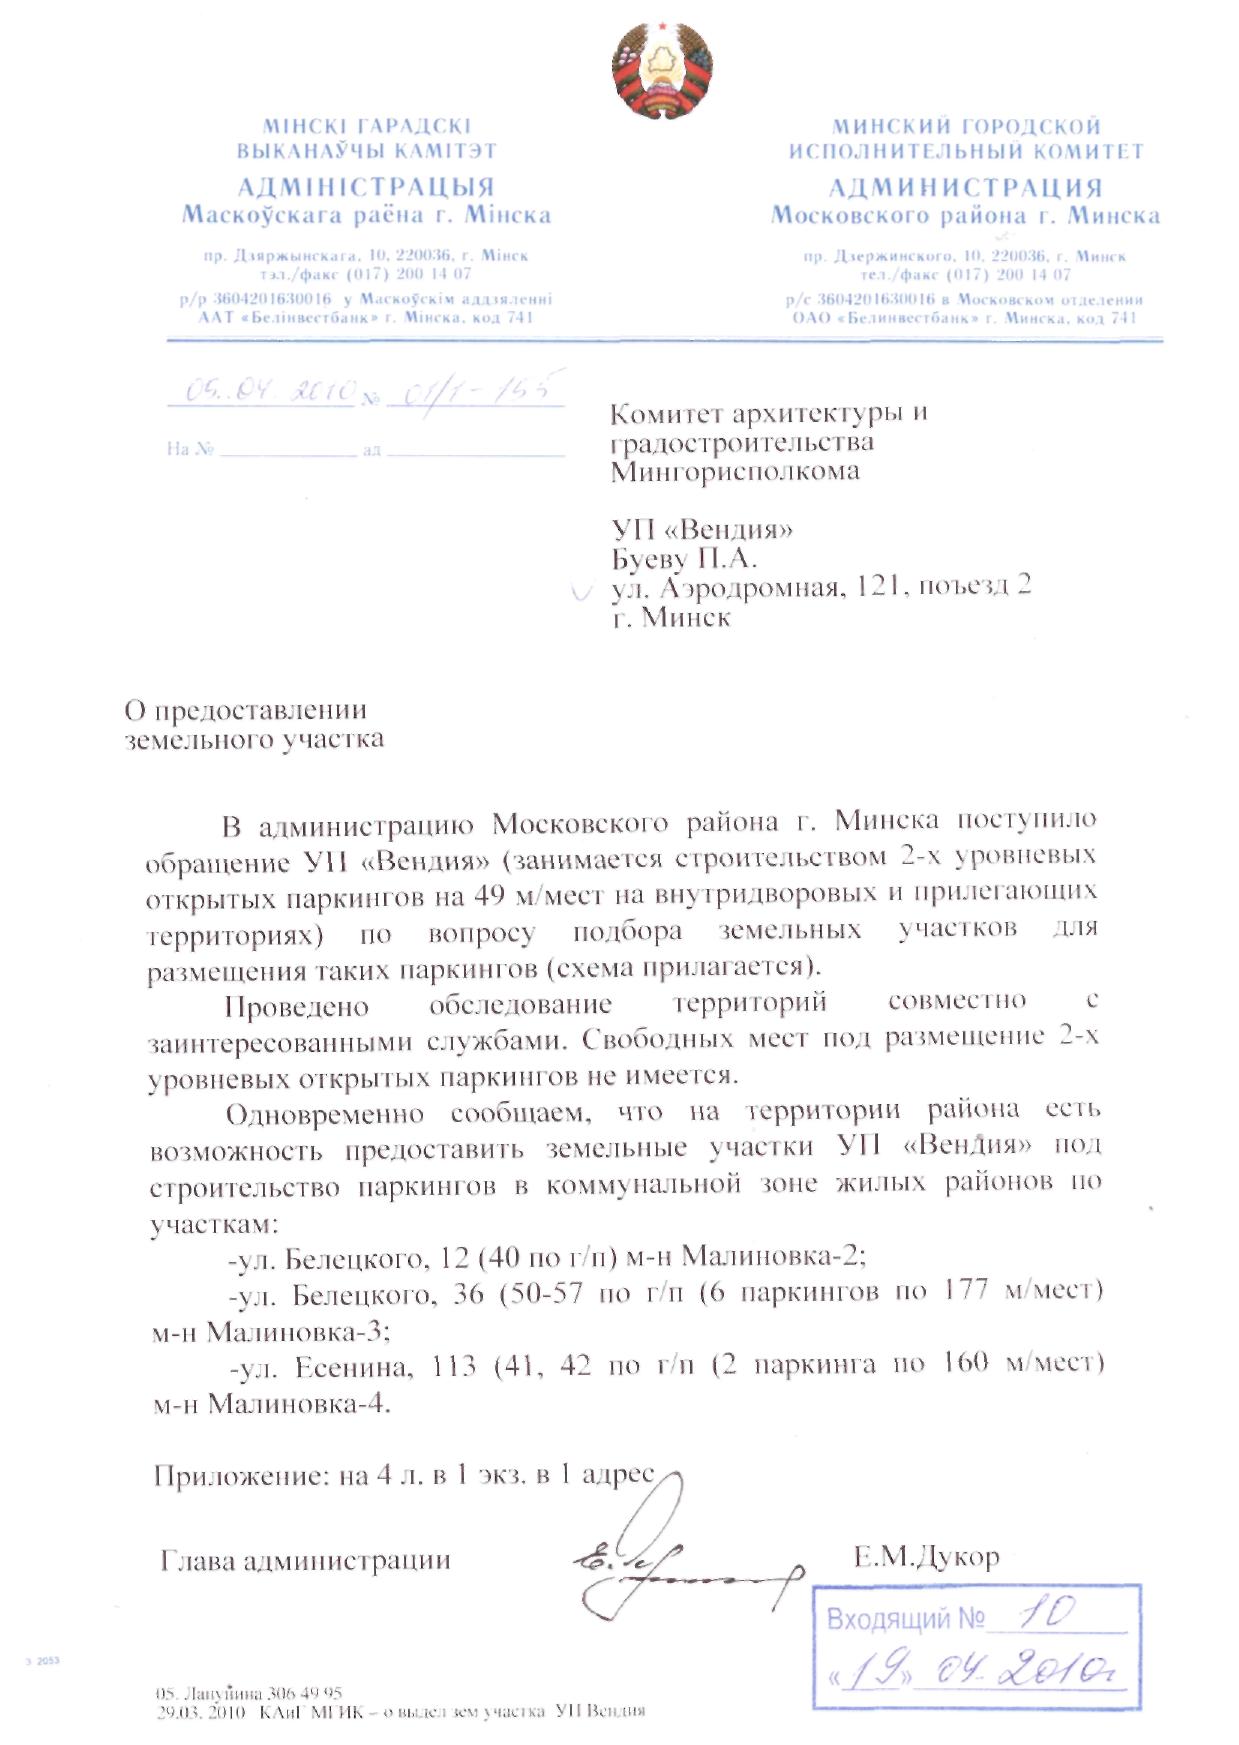 МІНСКІ ГАРАДСКІ
ВЫКАНАЎЧЫ КАМІТЭТ
АДМІНІСТРАЦЫЯ
Маскоўскага раёна г. Мінска
пр. Дзяржынскага, 10, 220036, г. Мінск
тэл./факс (017) 200 14 07
р/р 3604201630016 у Маскоўскім аддзяленні
ААТ «Белінвестбанк» г. Мінска, код 741
МИНСКИЙ ГОРОДСКОЙ
ИСПОЛНИТЕЛЬНЫЙ КОМИТЕТ
АДМИНИСТРАЦИЯ
Московского района г. Минска
пр. Дзержинского, 10, 220036, г. Минск
тел./факс (017) 200 14 07
р/с 3604201630016 в Московском отделении
ОАО «Белинвестбанк» г. Минска, код 741
05.04.2010 № 01/1-155
На № ад
Комитет архитектуры и
градостроительства
Мингорисполкома
УП «Вендия»
Буеву П.А.
ул. Аэродромная, 121, поъезд 2
г. Минск
О предоставлении
земельного участка
В администрацию Московского района г. Минска поступило
обращение УП «Вендия» (занимается строительством 2-х уровневых
открытых паркингов на 49 м/мест на внутридворовых и прилегающих
территориях) по вопросу подбора земельных участков для
размещения таких паркингов (схема прилагается).
Проведено обследование территорий совместно с
заинтересованными службами. Свободных мест под размещение 2-х
уровневых открытых паркингов не имеется.
Одновременно сообщаем, что на территории района есть
возможность предоставить земельные участки УП «ВенДия» под
строительство паркингов в коммунальной зоне жилых районов по
участкам:
-ул. Белецкого, 12 (40 по г/п) м-н Малиновка-2;
-ул. Белецкого, 36 (50-57 по г/п (6 паркингов по 177 м/мест)
м-н Малиновка-3;
-ул. Есенина, 113 (41, 42 по г/п (2 паркинга по 160 м/мест)
м-н Малиновка-4.
Приложение: на 4 л. в 1 экз. в 1 адрес
Глава администрации Е.М.Дукор
Входящий № 10
«19» 04. 2010г
З 2053
05. Лапунина 306 49 95
29.03. 2010 КАиГ МГИК – о выдел зем участка УП Вендия